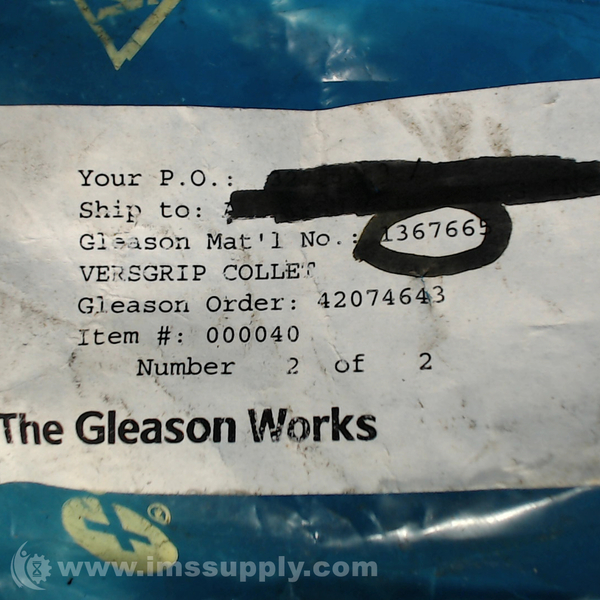 Your P.O.:
Ship to:
Gleason Mat'l No.: 1367665
VERSGRIP COLLET
Gleason Order: 42074643
Item #: 000040
Number 2 of 2
The Gleason Works
www.imssupply.com